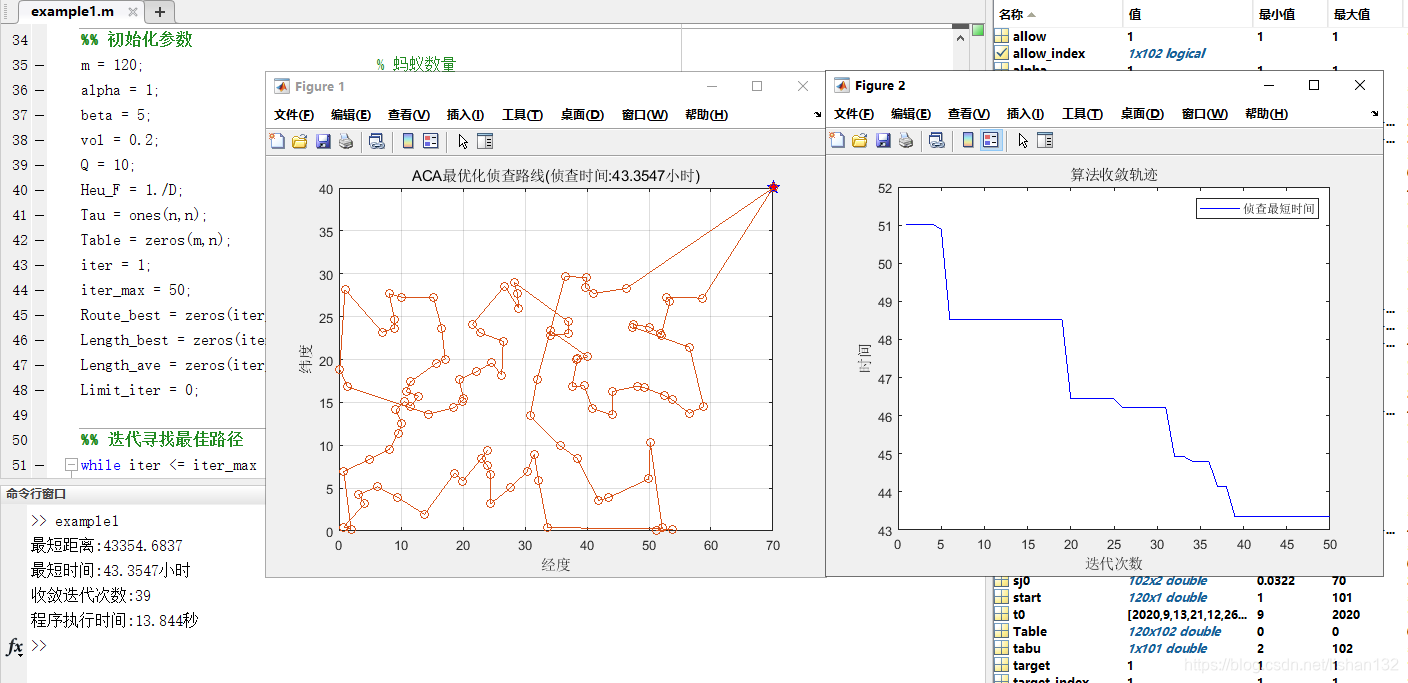 example1.m
34 %% 初始化参数
35 m = 120; % 蚂蚁数量
36 alpha = 1;
37 beta = 5;
38 vol = 0.2;
39 Q = 10;
40 Heu_F = 1./D;
41 Tau = ones(n,n);
42 Table = zeros(m,n);
43 iter = 1;
44 iter_max = 50;
45 Route_best = zeros(iter_
46 Length_best = zeros(ite
47 Length_ave = zeros(iter_
48 Limit_iter = 0;
49
50 %% 迭代寻找最佳路径
51 while iter <= iter_max
命令行窗口
>> example1
最短距离:43354.6837
最短时间:43.3547小时
收敛迭代次数:39
程序执行时间:13.844秒
fx >>
Figure 1
文件(F) 编辑(E) 查看(V) 插入(I) 工具(T) 桌面(D) 窗口(W) 帮助(H)
ACA最优化侦查路线(侦查时间:43.3547小时)
40
35
30
25
20
15
10
5
0
纬度
0 10 20 30 40 50 60 70
经度
Figure 2
文件(F) 编辑(E) 查看(V) 插入(I) 工具(T) 桌面(D) 窗口(W) 帮助(H)
算法收敛轨迹
侦查最短时间
52
51
50
49
48
47
46
45
44
43
时间
0 5 10 15 20 25 30 35 40 45 50
迭代次数
名称 值 最小值 最大值
allow 1 1 1
allow_index 1x102 logical
alpha
sj0 102x2 double 0.0322 70
start 120x1 double 1 101
t0 [2020,9,13,21,12,26... 9 2020
Table 120x102 double 0 0
tabu 1x101 double 2 102
target 1 1 1
target_index 1 1 1